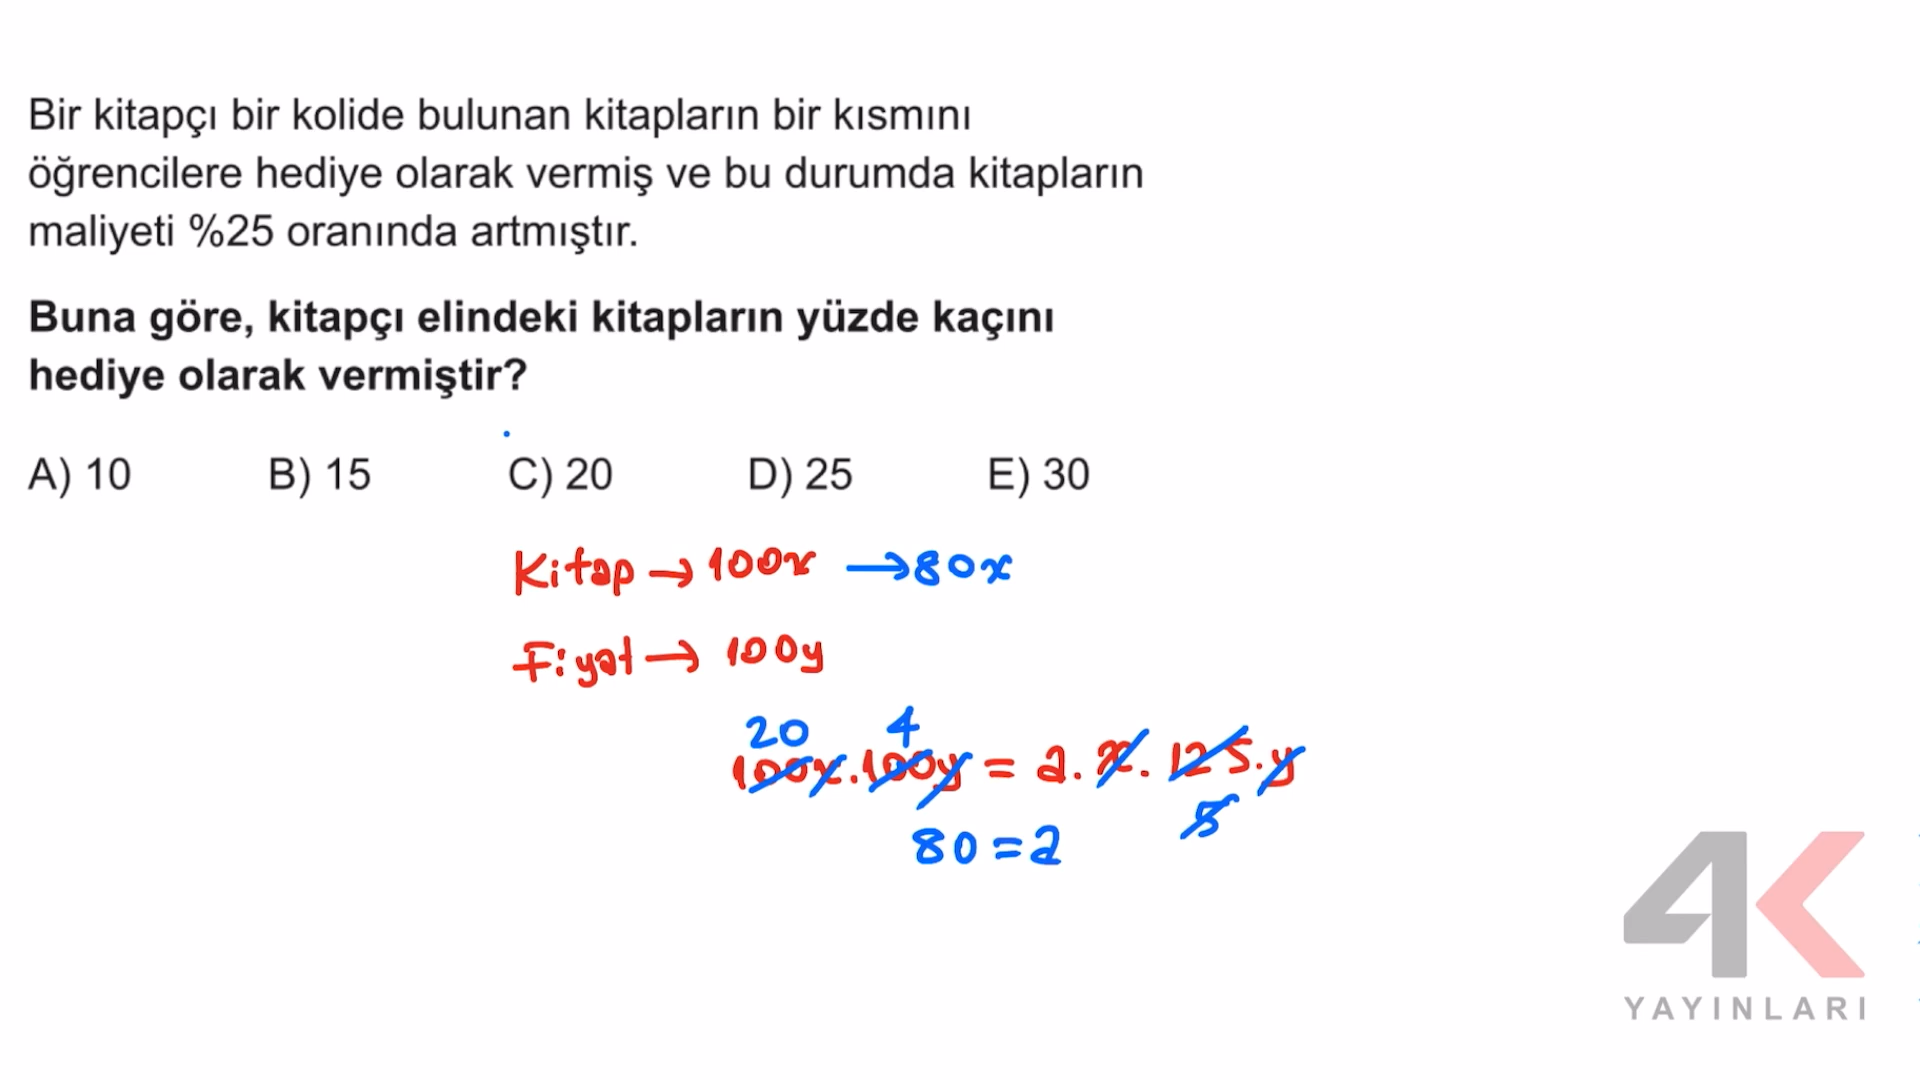 Bir kitapçı bir kolide bulunan kitapların bir kısmını
öğrencilere hediye olarak vermiş ve bu durumda kitapların
maliyeti %25 oranında artmıştır.
Buna göre, kitapçı elindeki kitapların yüzde kaçını
hediye olarak vermiştir?
A) 10 B) 15 C) 20 D) 25 E) 30
Kitap → 100x → 80x
Fiyat → 100y
20 4
100x.100y = a.x.125.y
5
80 = a
4K
YAYINLARI